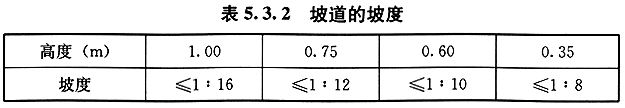 表 5.3.2 坡道的坡度
高度（m） 1.00 0.75 0.60 0.35
坡度 ≤1：16 ≤1：12 ≤1：10 ≤1：8